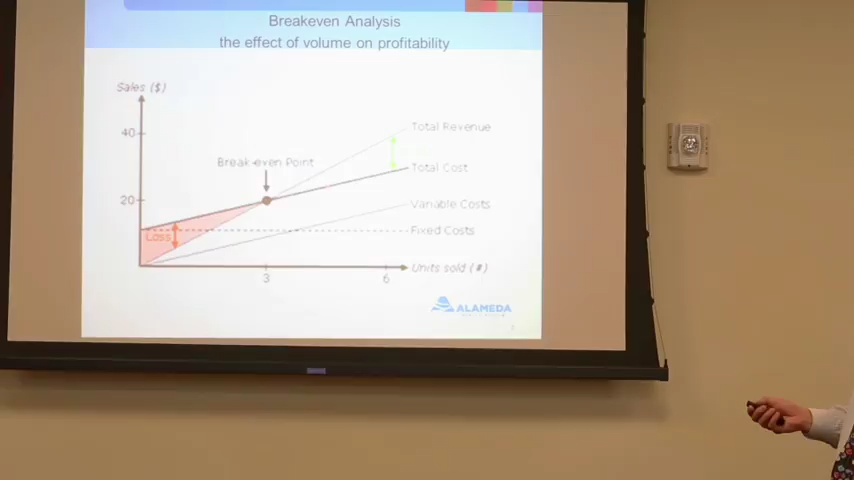 Breakeven Analysis
the effect of volume on profitability
Sales ($)
40
Total Revenue
Break-even Point
Total Cost
20
Variable Costs
Loss
Fixed Costs
Units sold (#)
3
6
ALAMEDA